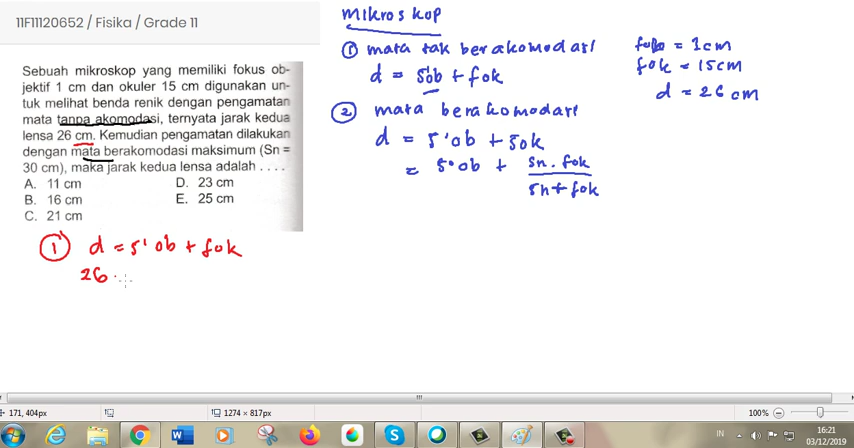 11F11120652 / Fisika / Grade 11
Sebuah mikroskop yang memiliki fokus ob-
jektif 1 cm dan okuler 15 cm digunakan un-
tuk melihat benda renik dengan pengamatan
mata tanpa akomodasi, ternyata jarak kedua
lensa 26 cm. Kemudian pengamatan dilakukan
dengan mata berakomodasi maksimum (Sn =
30 cm), maka jarak kedua lensa adalah . . . .
A. 11 cm D. 23 cm
B. 16 cm E. 25 cm
C. 21 cm
① d = s'ob + fok
26
Mikroskop
① mata tak berakomodasi
d = s'ob + fok
② mata berakomodasi
d = s'ob + sok
= s'ob + sn. fok
sn + fok
fob = 1 cm
fok = 15 cm
d = 26 cm
171, 404px
1274 × 817px
100%
IN
16:21
03/12/2019